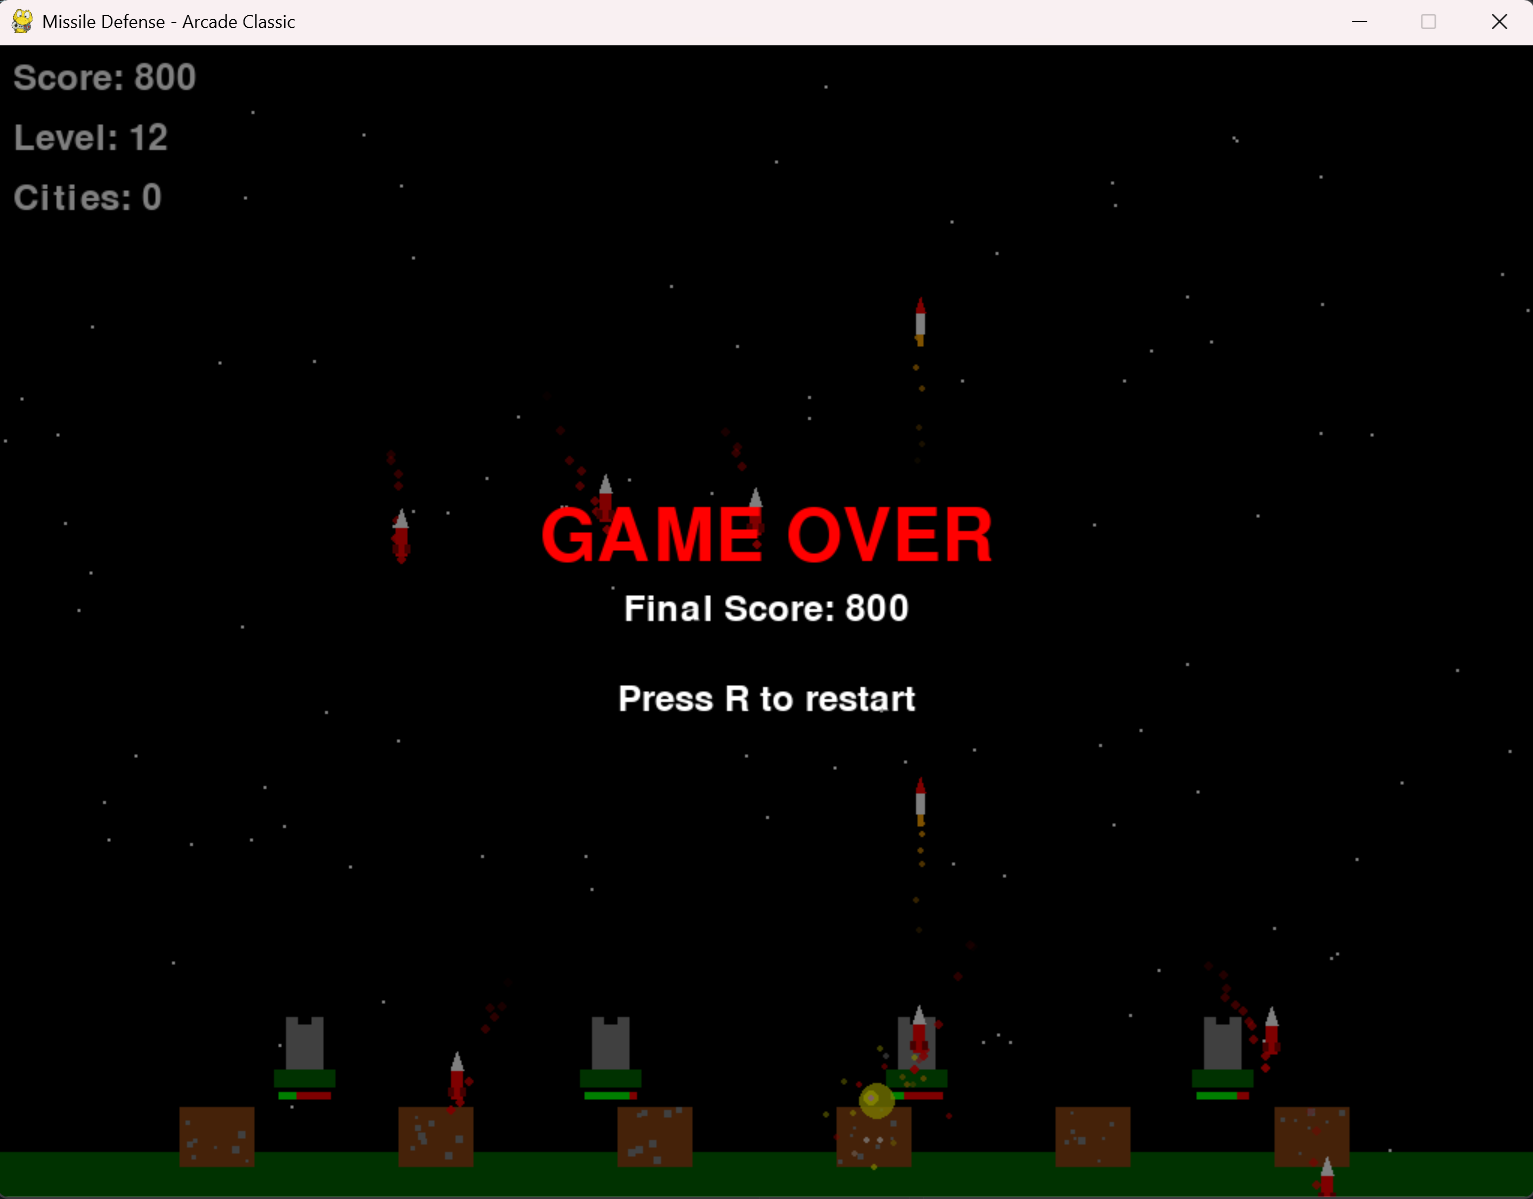 Missile Defense - Arcade Classic
Score: 800
Level: 12
Cities: 0
GAME OVER
Final Score: 800
Press R to restart